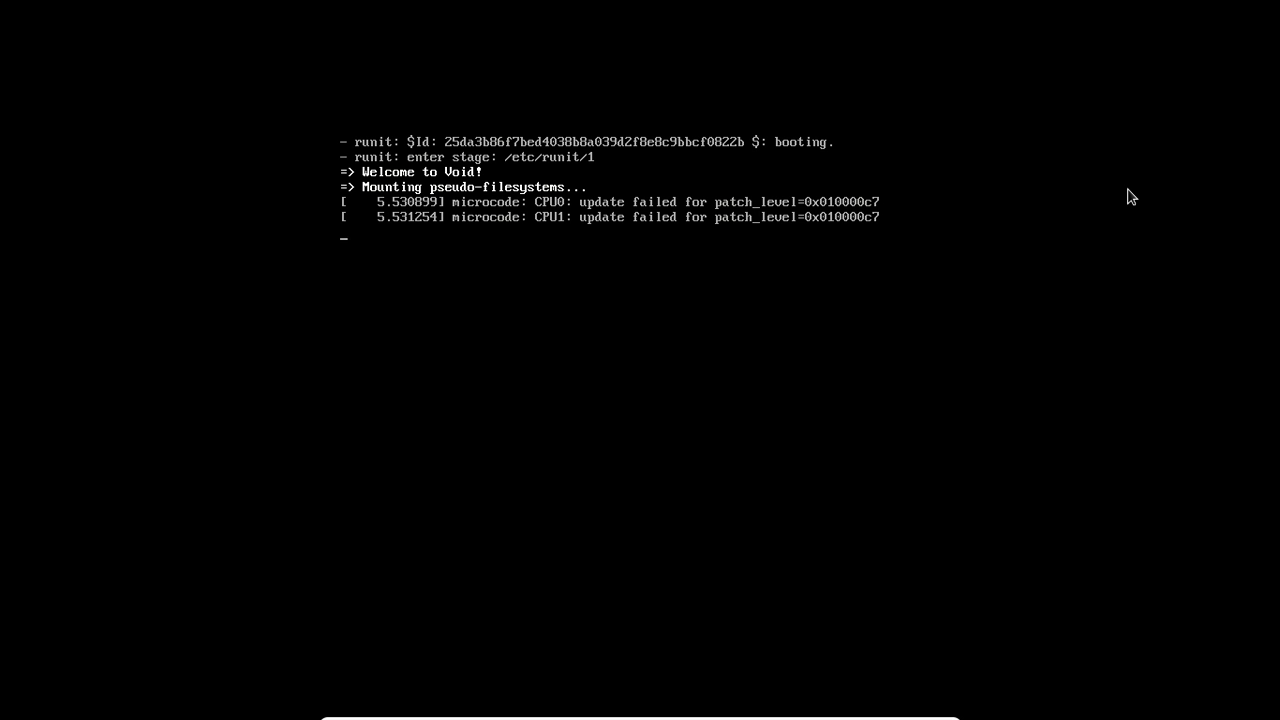 - runit: $Id: 25da3b86f7bed4038b8a039d2f8e8c9bbcf0822b $: booting.
- runit: enter stage: /etc/runit/1
=> Welcome to Void!
=> Mounting pseudo-filesystems...
[    5.530899] microcode: CPU0: update failed for patch_level=0x010000c7
[    5.531254] microcode: CPU1: update failed for patch_level=0x010000c7